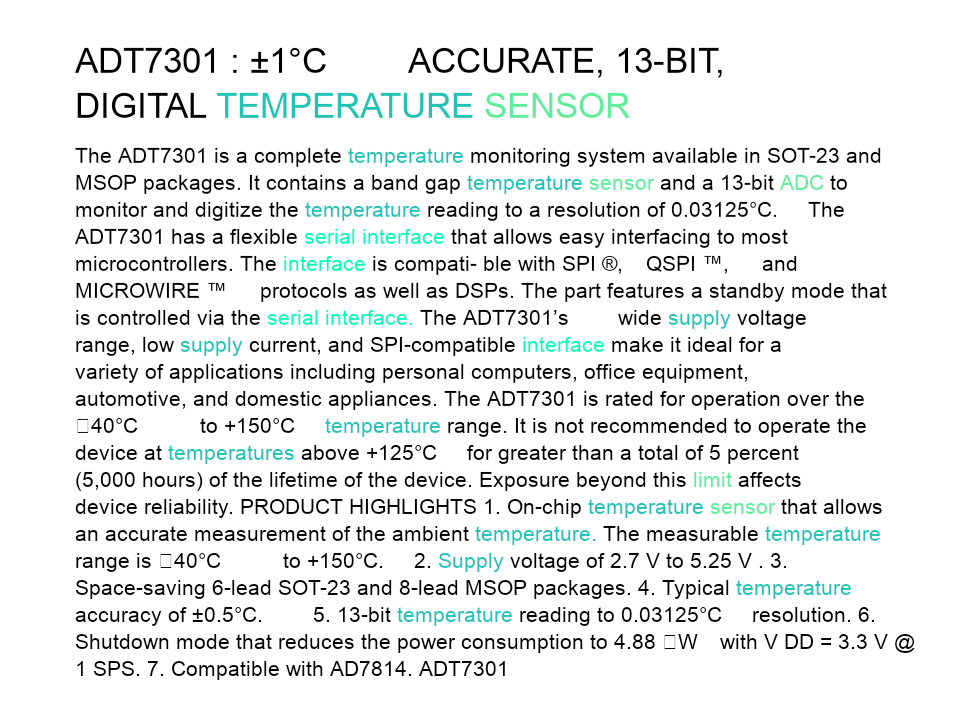 ADT7301 : ±1°C ACCURATE, 13-BIT,
DIGITAL TEMPERATURE SENSOR
The ADT7301 is a complete temperature monitoring system available in SOT-23 and
MSOP packages. It contains a band gap temperature sensor and a 13-bit ADC to
monitor and digitize the temperature reading to a resolution of 0.03125°C. The
ADT7301 has a flexible serial interface that allows easy interfacing to most
microcontrollers. The interface is compati- ble with SPI ®, QSPI ™, and
MICROWIRE ™ protocols as well as DSPs. The part features a standby mode that
is controlled via the serial interface. The ADT7301’s wide supply voltage
range, low supply current, and SPI-compatible interface make it ideal for a
variety of applications including personal computers, office equipment,
automotive, and domestic appliances. The ADT7301 is rated for operation over the
□40°C to +150°C temperature range. It is not recommended to operate the
device at temperatures above +125°C for greater than a total of 5 percent
(5,000 hours) of the lifetime of the device. Exposure beyond this limit affects
device reliability. PRODUCT HIGHLIGHTS 1. On-chip temperature sensor that allows
an accurate measurement of the ambient temperature. The measurable temperature
range is □40°C to +150°C. 2. Supply voltage of 2.7 V to 5.25 V . 3.
Space-saving 6-lead SOT-23 and 8-lead MSOP packages. 4. Typical temperature
accuracy of ±0.5°C. 5. 13-bit temperature reading to 0.03125°C resolution. 6.
Shutdown mode that reduces the power consumption to 4.88 □W with V DD = 3.3 V @
1 SPS. 7. Compatible with AD7814. ADT7301